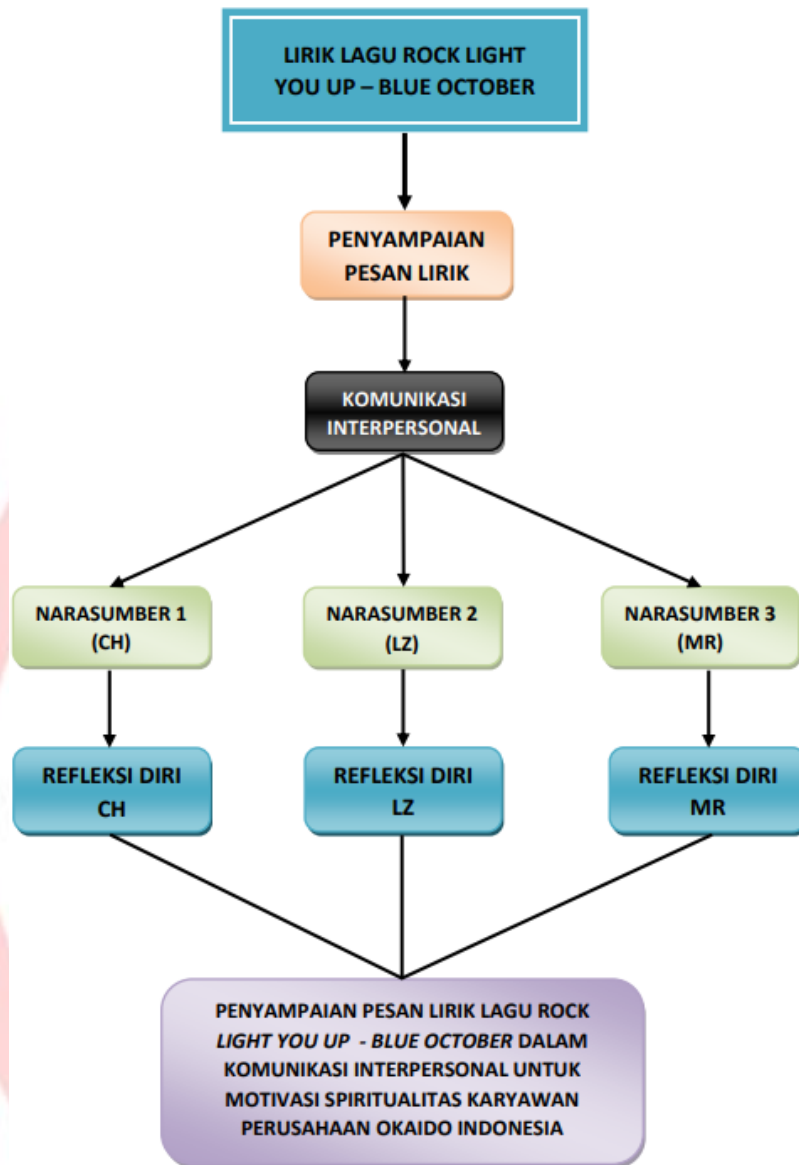 LIRIK LAGU ROCK LIGHT
YOU UP – BLUE OCTOBER
PENYAMPAIAN
PESAN LIRIK
KOMUNIKASI
INTERPERSONAL
NARASUMBER 1
(CH)
NARASUMBER 2
(LZ)
NARASUMBER 3
(MR)
REFLEKSI DIRI
CH
REFLEKSI DIRI
LZ
REFLEKSI DIRI
MR
PENYAMPAIAN PESAN LIRIK LAGU ROCK
LIGHT YOU UP - BLUE OCTOBER DALAM
KOMUNIKASI INTERPERSONAL UNTUK
MOTIVASI SPIRITUALITAS KARYAWAN
PERUSAHAAN OKAIDO INDONESIA